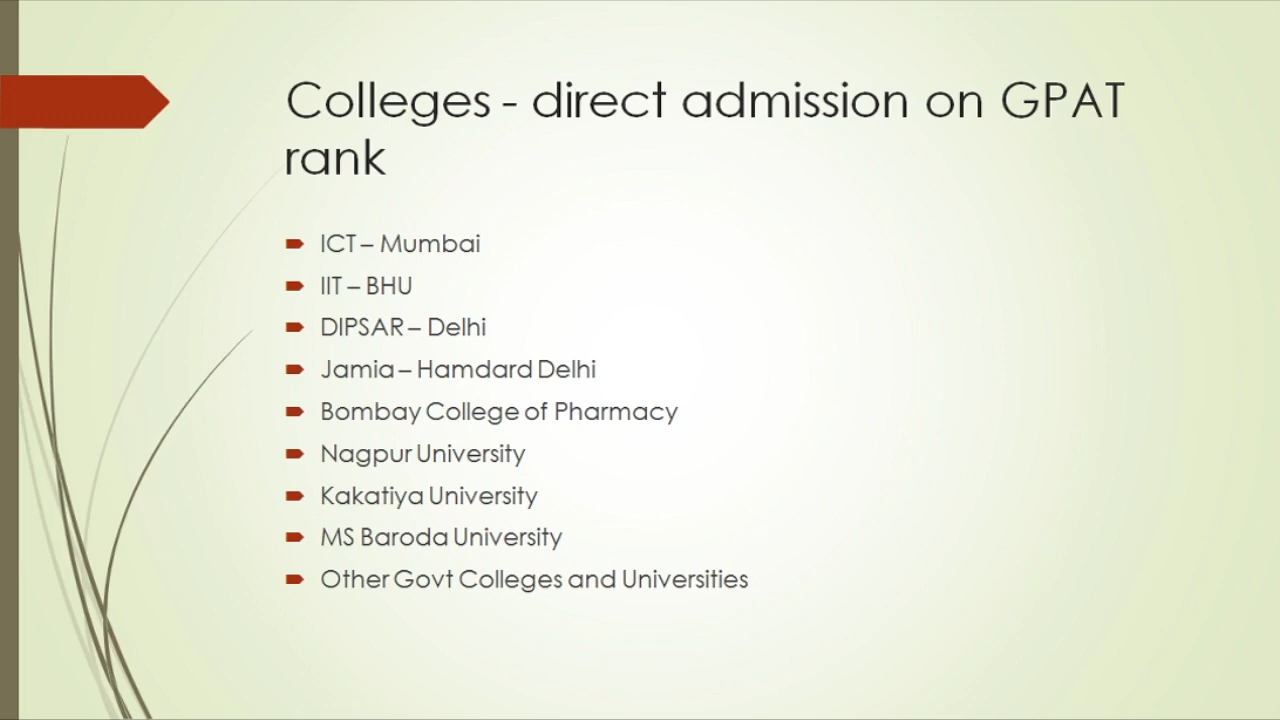 Colleges - direct admission on GPAT
rank
ICT – Mumbai
IIT – BHU
DIPSAR – Delhi
Jamia – Hamdard Delhi
Bombay College of Pharmacy
Nagpur University
Kakatiya University
MS Baroda University
Other Govt Colleges and Universities